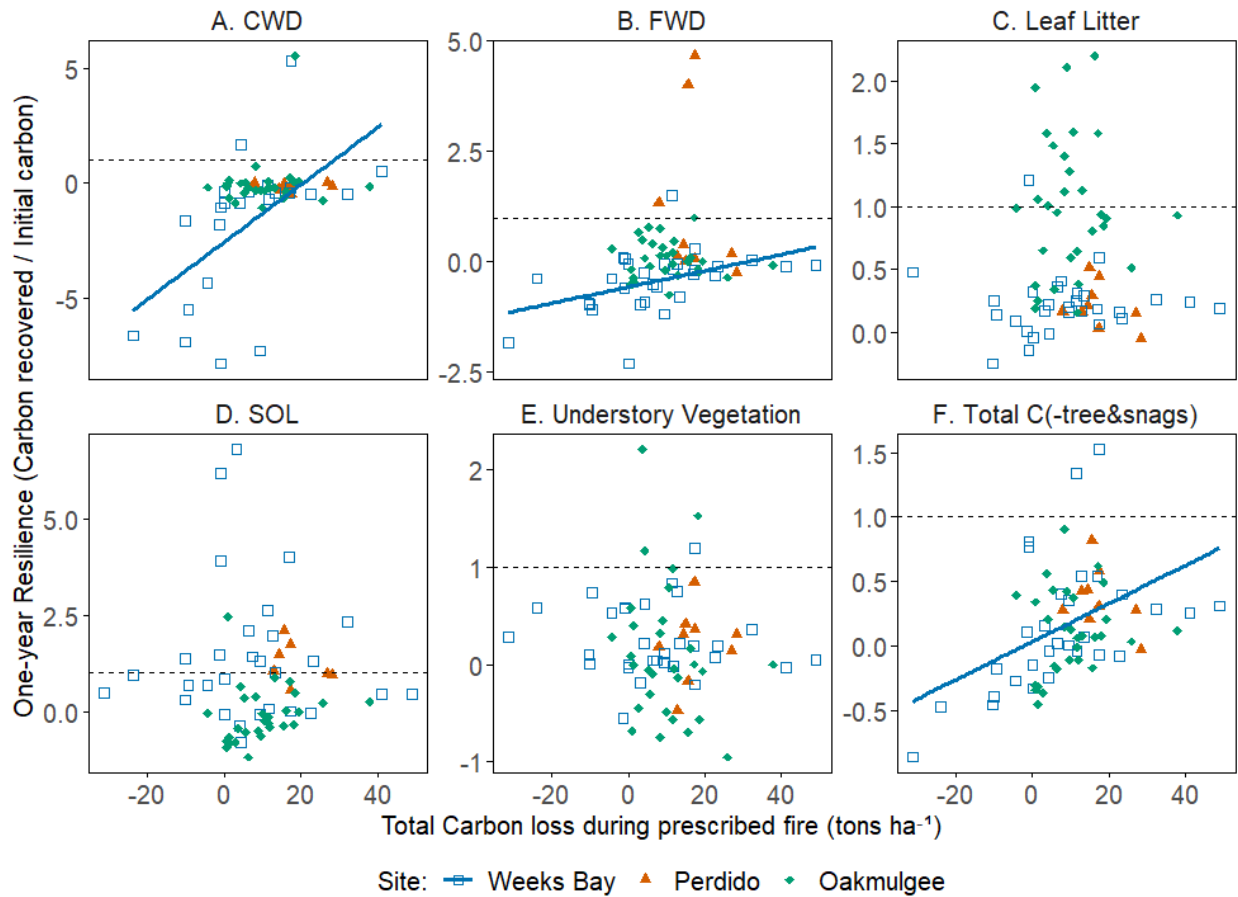 A. CWD
B. FWD
C. Leaf Litter
5
0
-5
5.0
2.5
0.0
-2.5
2.0
1.5
1.0
0.5
0.0
D. SOL
E. Understory Vegetation
F. Total C(-tree&snags)
5.0
2.5
0.0
2
1
0
-1
1.5
1.0
0.5
0.0
-0.5
-20 0 20 40
-20 0 20 40
-20 0 20 40
One-year Resilience (Carbon recovered / Initial carbon)
Total Carbon loss during prescribed fire (tons ha⁻¹)
Site: Weeks Bay Perdido Oakmulgee